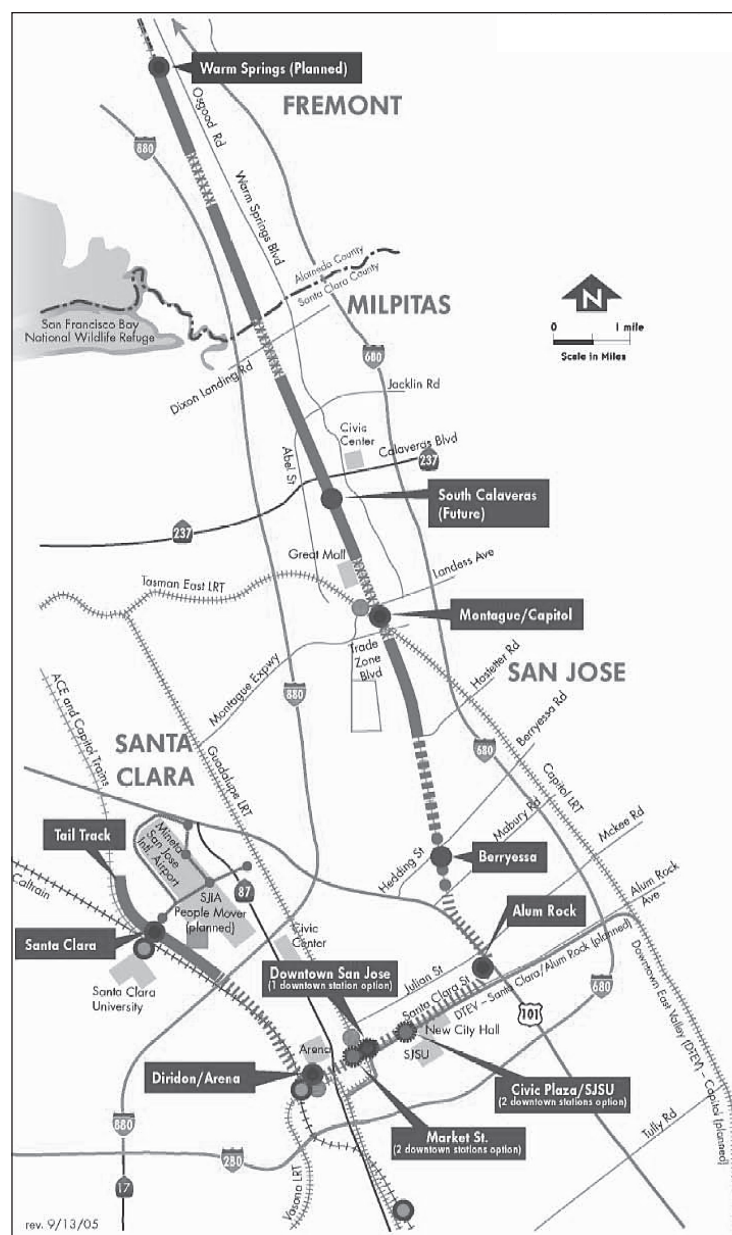 Warm Springs (Planned)
FREMONT
Osgood Rd
880
Warm Springs Blvd
Alameda County
Santa Clara County
San Francisco Bay
National Wildlife Refuge
MILPITAS
N
0 1 mile
Scale in Miles
680
Dixon Landing Rd
Jacklin Rd
Civic
Center
Abel St
Calaveras Blvd
237
South Calaveras
(Future)
237
Great Mall
Landess Ave
Tasman East LRT
Montague/Capitol
Trade
Zone
Blvd
SAN JOSE
Hostetter Rd
Montague Expwy
880
Berryessa Rd
ACE and Capitol Trains
SANTA
CLARA
Guadalupe LRT
680
Capitol LRT
Tail Track
Mineta
San Jose
Intl. Airport
Mabury Rd
Mckee Rd
Hedding St
Berryessa
Caltrain
87
SJIA
People Mover
(planned)
Alum Rock
Alum Rock
Ave
Santa Clara
Civic
Center
Santa Clara
University
Downtown San Jose
(1 downtown station option)
Julian St
Santa Clara St
DTEV – Santa Clara/Alum Rock (planned)
680
101
Downtown East Valley (DTEV) – Capitol (planned)
New City Hall
Arena
SJSU
Diridon/Arena
Civic Plaza/SJSU
(2 downtown stations option)
Market St.
(2 downtown stations option)
Tully Rd
880
280
17
Vasona LRT
rev. 9/13/05